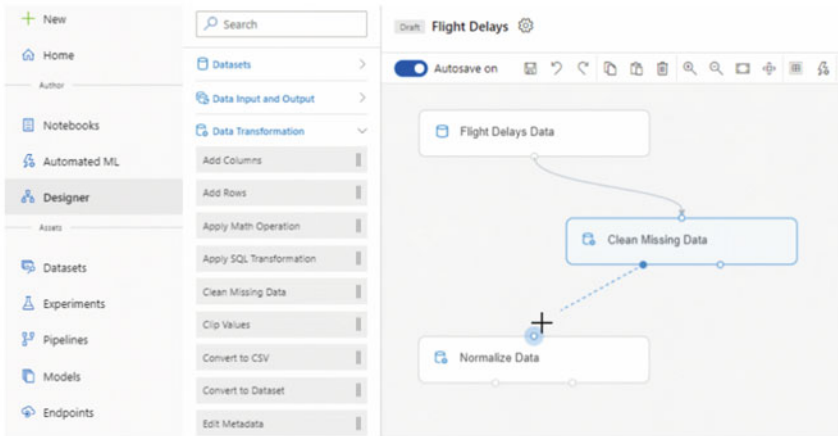 New
Home
Author
Notebooks
Automated ML
Designer
Assets
Datasets
Experiments
Pipelines
Models
Endpoints
Search
Datasets
Data Input and Output
Data Transformation
Add Columns
Add Rows
Apply Math Operation
Apply SQL Transformation
Clean Missing Data
Clip Values
Convert to CSV
Convert to Dataset
Edit Metadata
Draft Flight Delays
Autosave on
Flight Delays Data
Clean Missing Data
Normalize Data